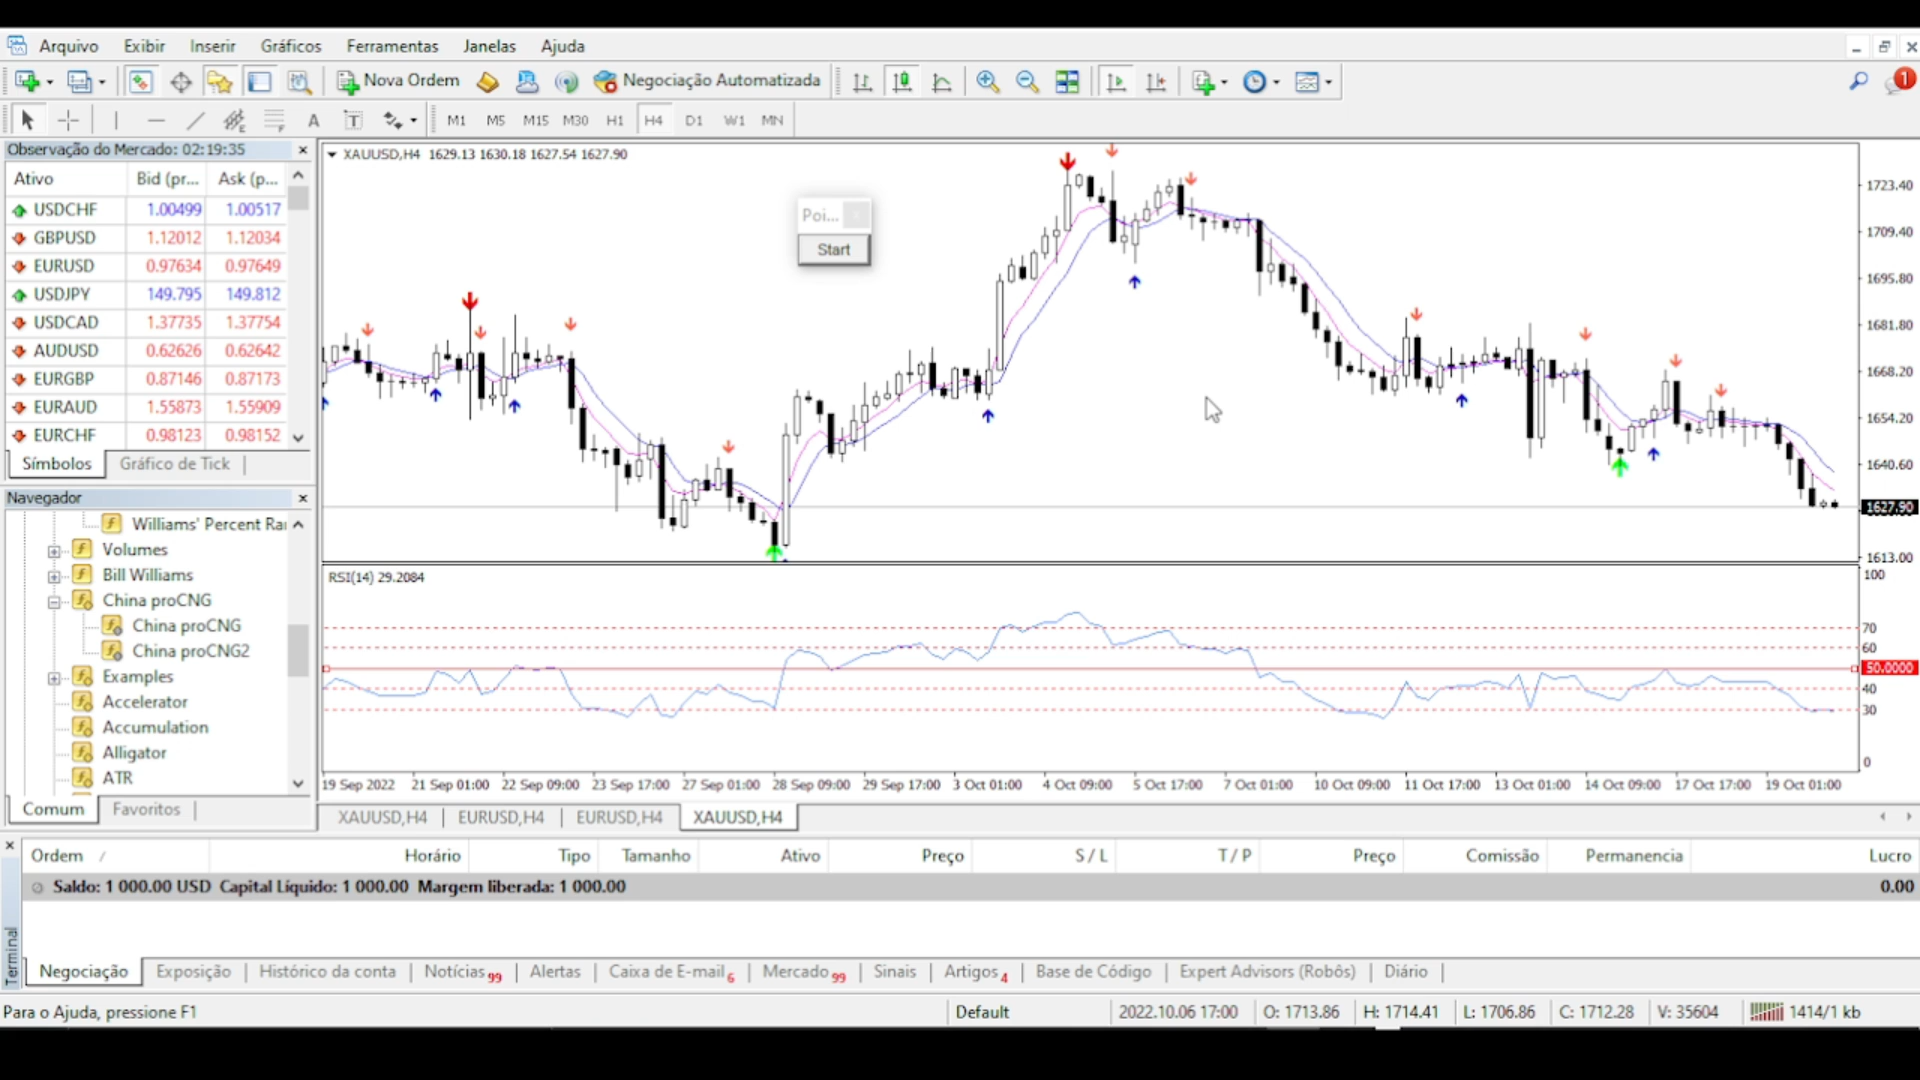 Arquivo Exibir Inserir Gráficos Ferramentas Janelas Ajuda
Nova Ordem Negociação Automatizada 1
E F A T M1 M5 M15 M30 H1 H4 D1 W1 MN
Observação do Mercado: 02:19:35
Ativo Bid (pr... Ask (p...
USDCHF 1.00499 1.00517
GBPUSD 1.12012 1.12034
EURUSD 0.97634 0.97649
USDJPY 149.795 149.812
USDCAD 1.37735 1.37754
AUDUSD 0.62626 0.62642
EURGBP 0.87146 0.87173
EURAUD 1.55873 1.55909
EURCHF 0.98123 0.98152
Símbolos Gráfico de Tick
Navegador
Williams' Percent Ra
Volumes
Bill Williams
China proCNG
China proCNG
China proCNG2
Examples
Accelerator
Accumulation
Alligator
ATR
Comum Favoritos
XAUUSD,H4 1629.13 1630.18 1627.54 1627.90
Poi...
Start
1723.40
1709.40
1695.80
1681.80
1668.20
1654.20
1640.60
1627.90
1613.00
RSI(14) 29.2084
100
70
60
50.0000
40
30
0
19 Sep 2022 21 Sep 01:00 22 Sep 09:00 23 Sep 17:00 27 Sep 01:00 28 Sep 09:00 29 Sep 17:00 3 Oct 01:00 4 Oct 09:00 5 Oct 17:00 7 Oct 01:00 10 Oct 09:00 11 Oct 17:00 13 Oct 01:00 14 Oct 09:00 17 Oct 17:00 19 Oct 01:00
XAUUSD,H4 EURUSD,H4 EURUSD,H4 XAUUSD,H4
Ordem / Horário Tipo Tamanho Ativo Preço S / L T / P Preço Comissão Permanencia Lucro
Saldo: 1 000.00 USD Capital Líquido: 1 000.00 Margem liberada: 1 000.00 0.00
Terminal
Negociação Exposição Histórico da conta Notícias 99 Alertas Caixa de E-mail 6 Mercado 99 Sinais Artigos 4 Base de Código Expert Advisors (Robôs) Diário
Para o Ajuda, pressione F1 Default 2022.10.06 17:00 O: 1713.86 H: 1714.41 L: 1706.86 C: 1712.28 V: 35604 1414/1 kb